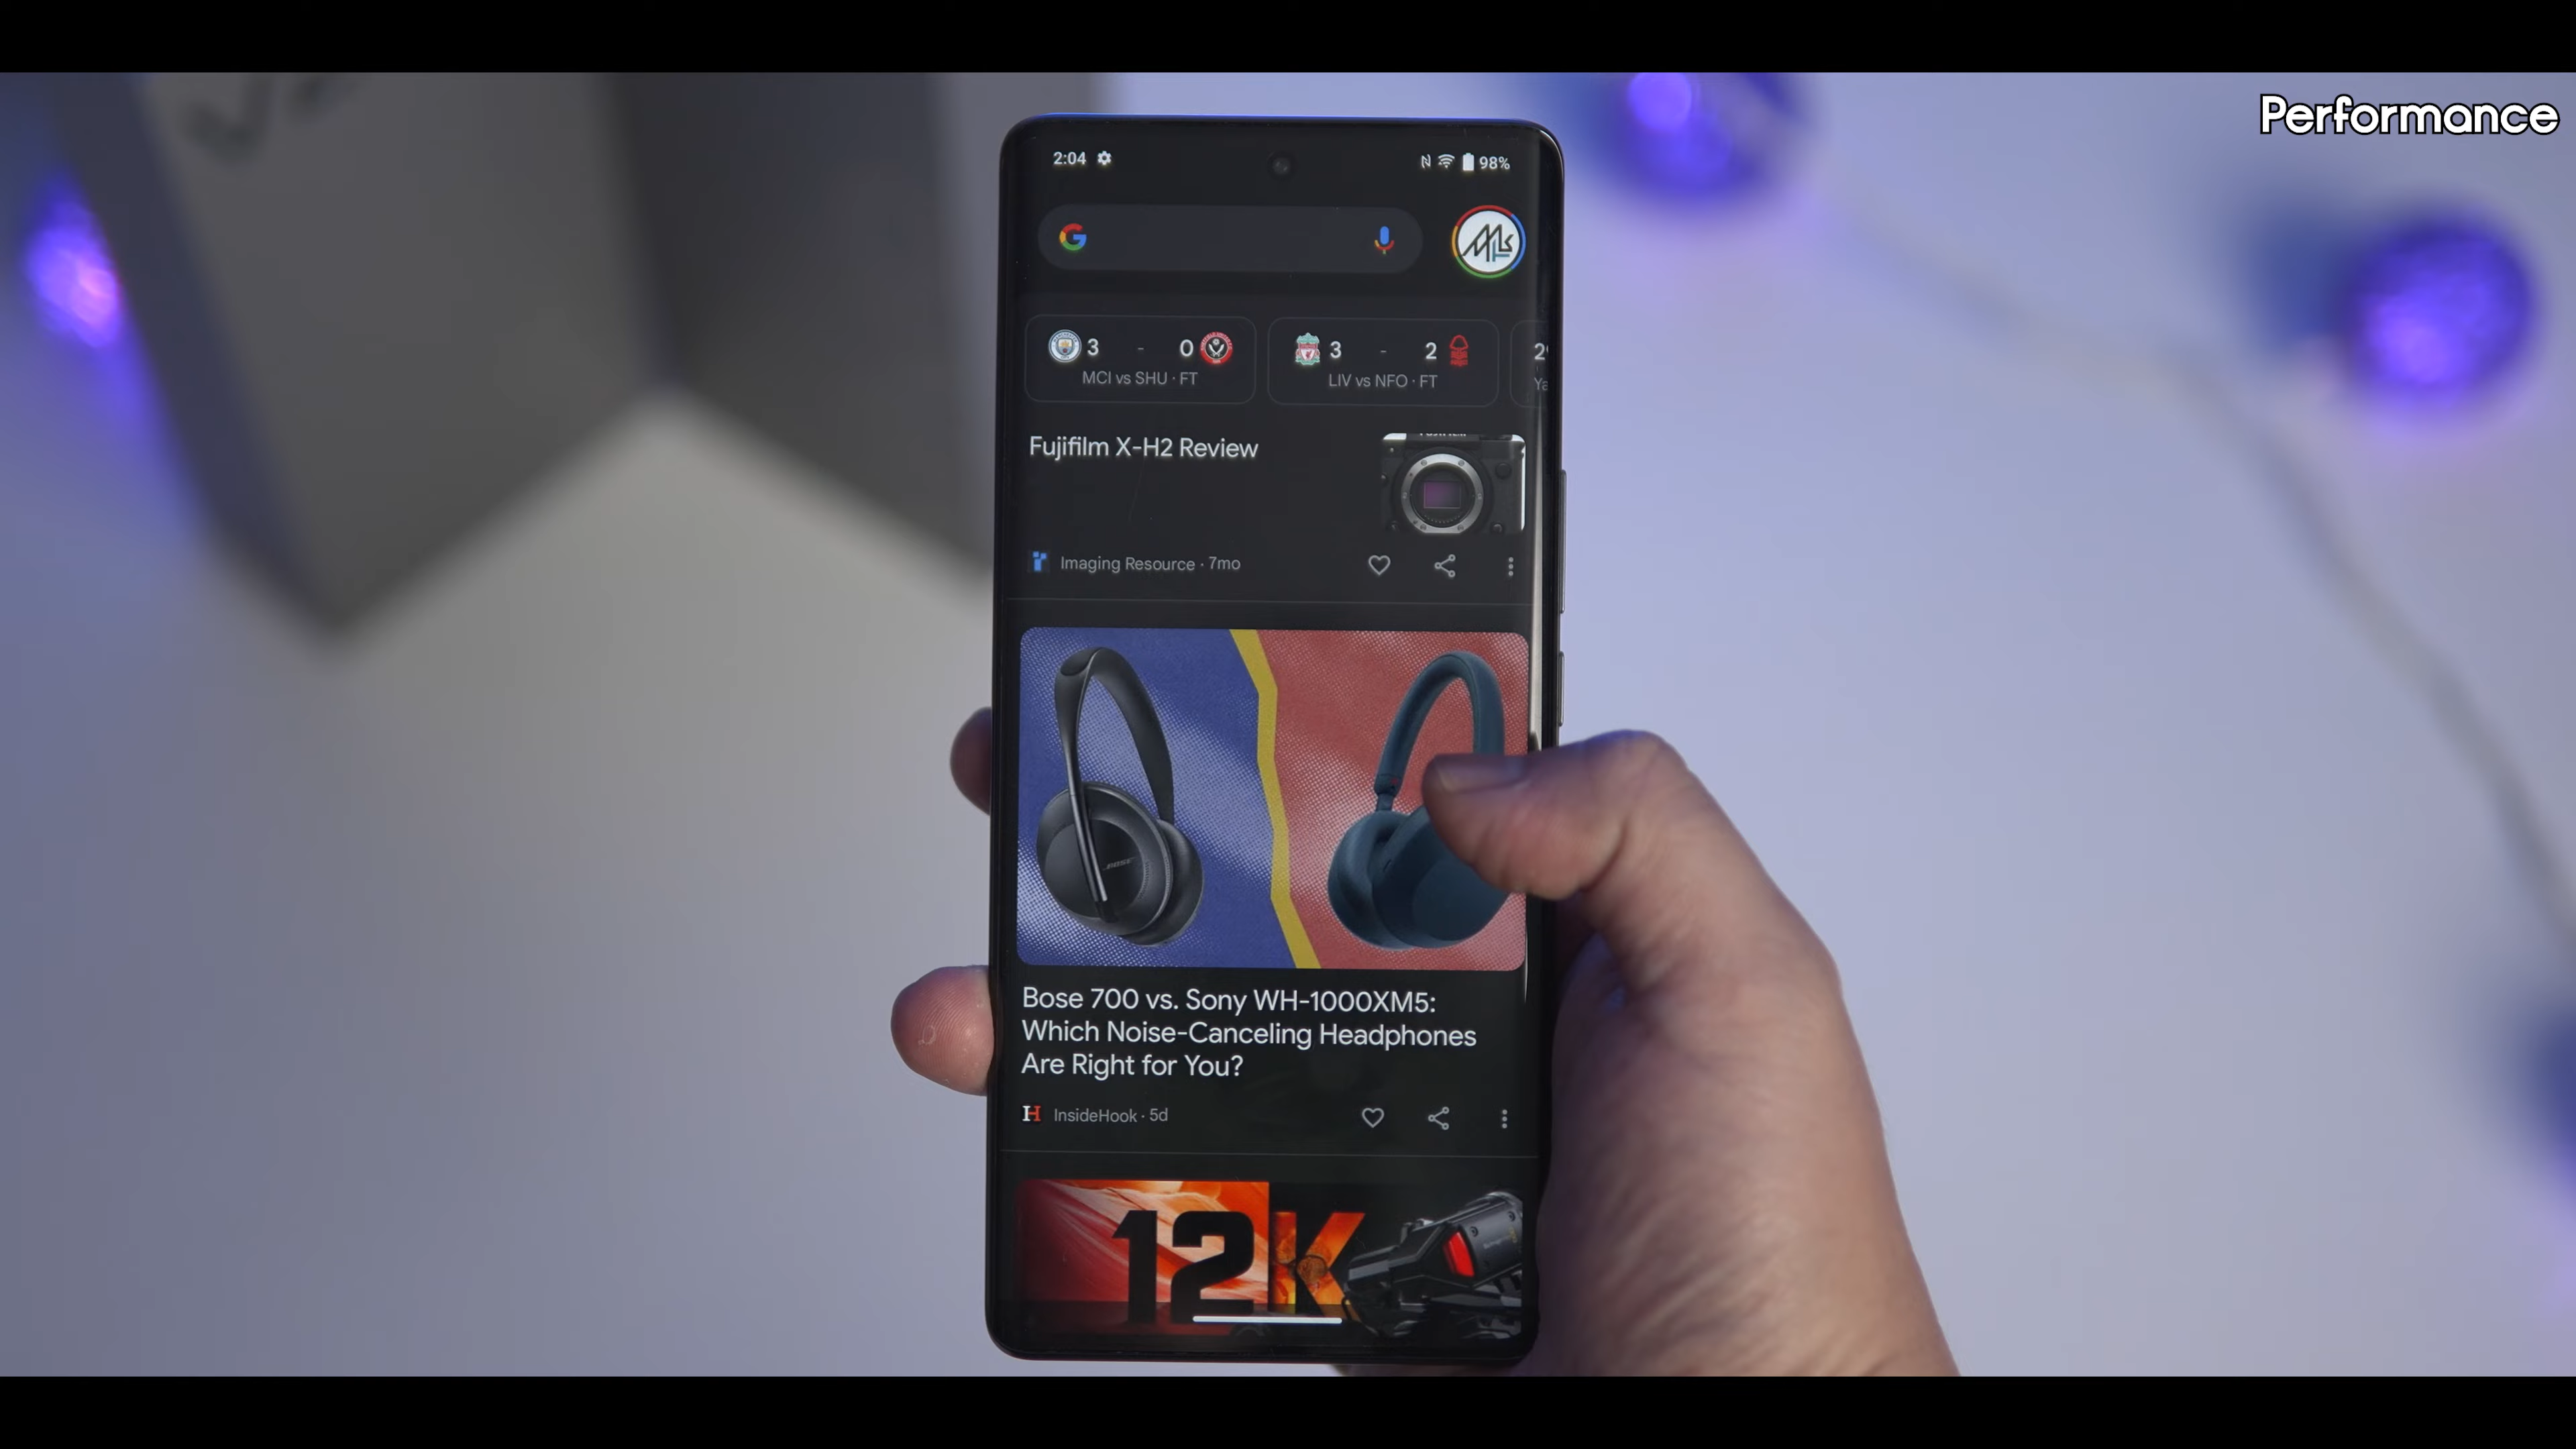 Performance
2:04
98%
3 - 0
MCI vs SHU · FT
3 - 2
LIV vs NFO · FT
Fujifilm X-H2 Review
Imaging Resource · 7mo
BOSE
Bose 700 vs. Sony WH-1000XM5:
Which Noise-Canceling Headphones
Are Right for You?
InsideHook · 5d
12K